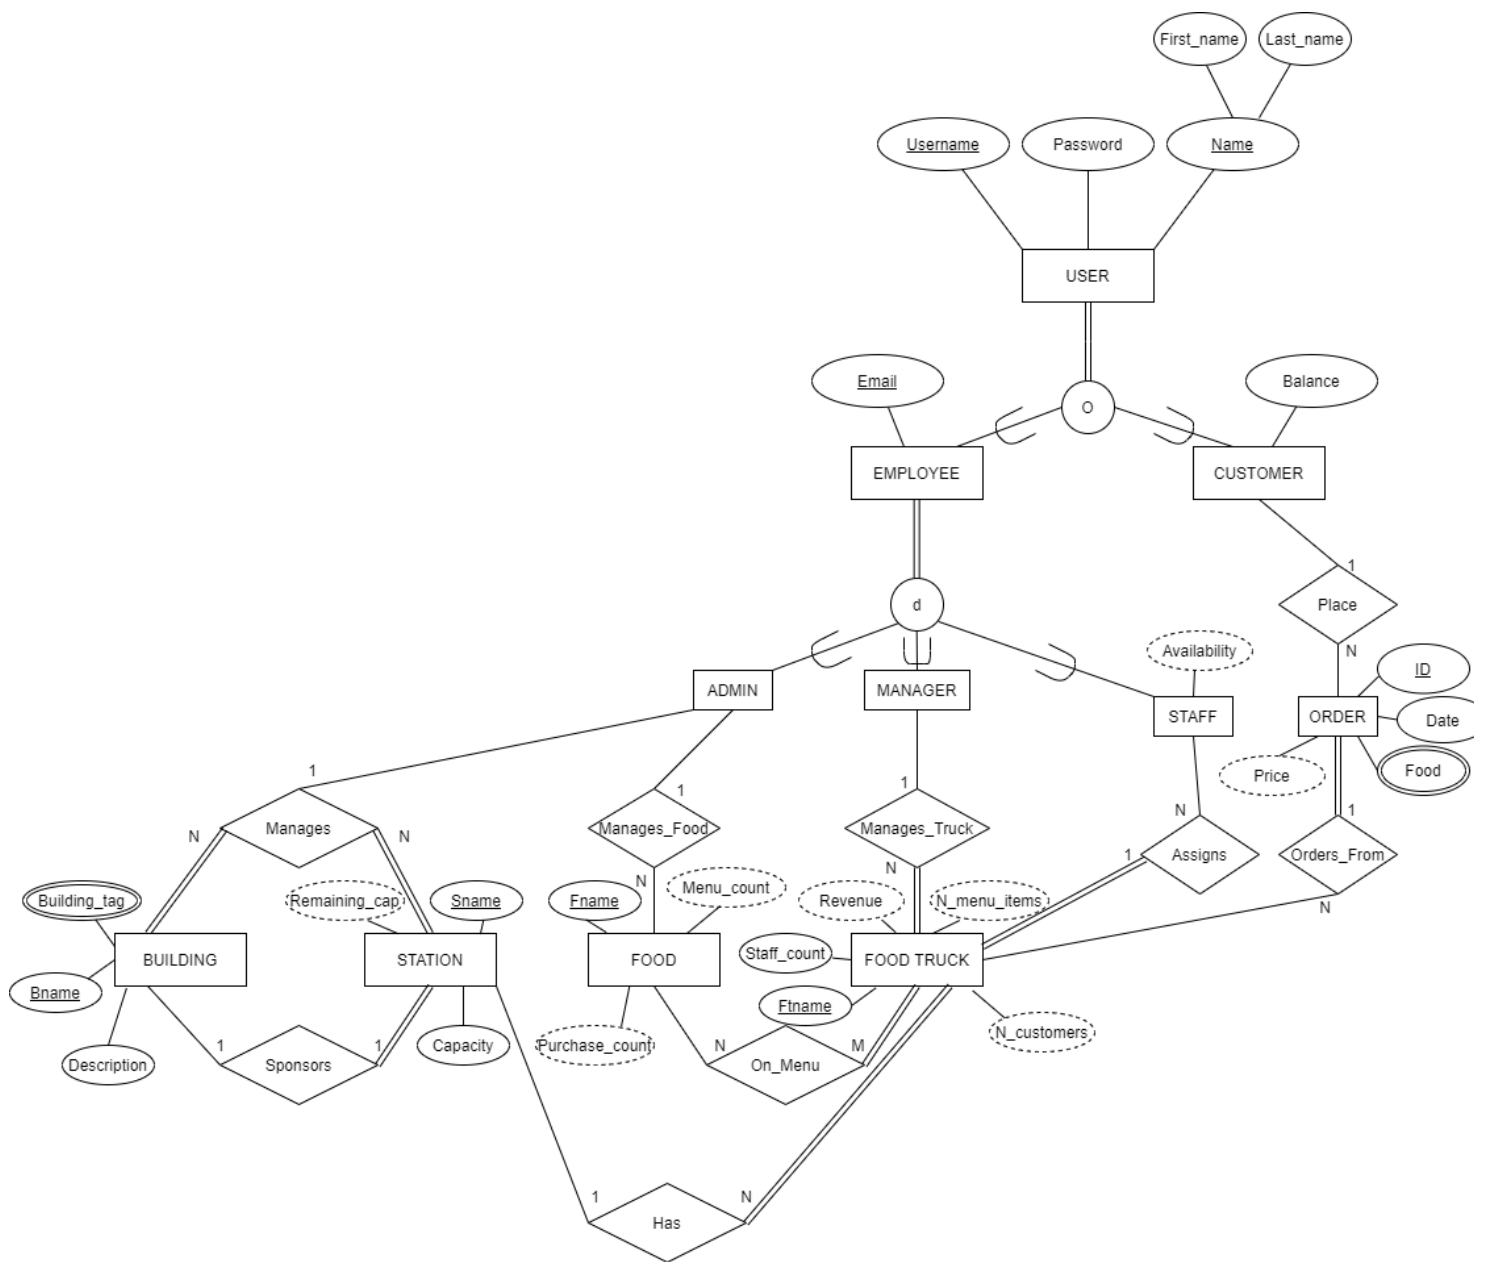 First_name
Last_name
Username
Password
Name
USER
Email
O
Balance
EMPLOYEE
CUSTOMER
1
Place
d
N
Availability
ID
ADMIN
MANAGER
STAFF
ORDER
Date
Price
Food
1
1
1
N
1
N
Manages
N
Manages_Food
Manages_Truck
1
Assigns
Orders_From
N
N
N
Building_tag
Remaining_cap
Sname
Fname
Menu_count
Revenue
N_menu_items
BUILDING
STATION
FOOD
Staff_count
FOOD TRUCK
Bname
Ftname
N_customers
1
1
N
M
Description
Sponsors
Capacity
Purchase_count
On_Menu
1
N
Has